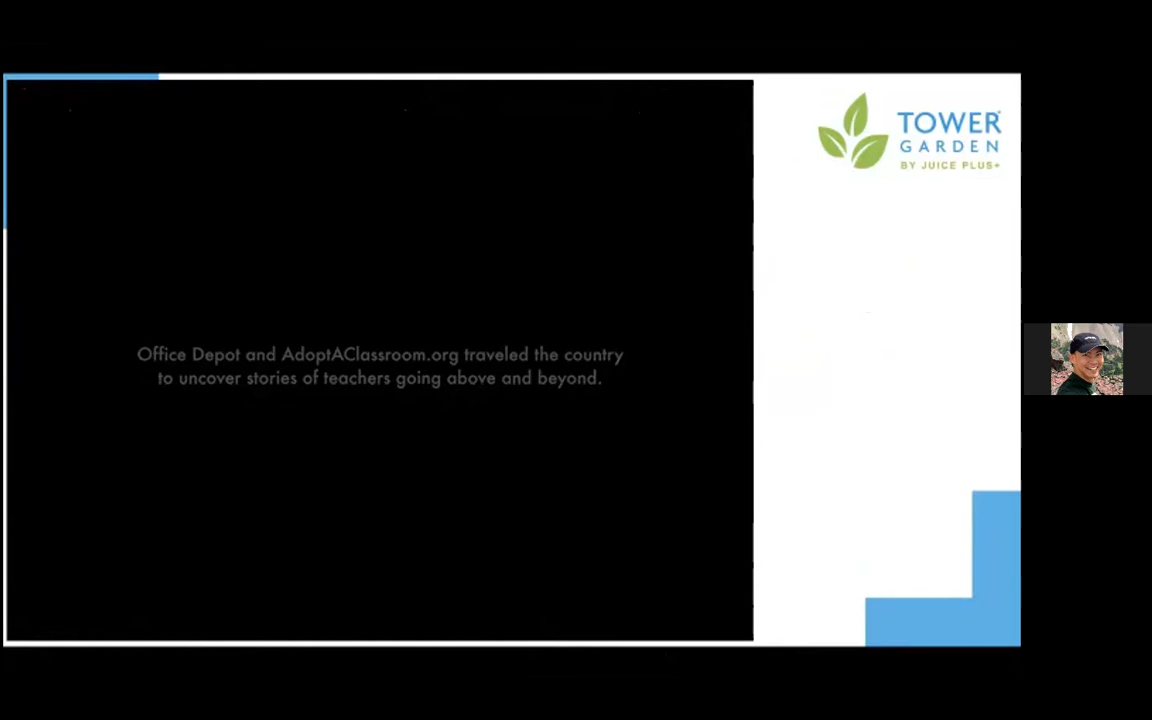 TOWER
GARDEN
BY JUICE PLUS+
Office Depot and AdoptAClassroom.org traveled the country
to uncover stories of teachers going above and beyond.